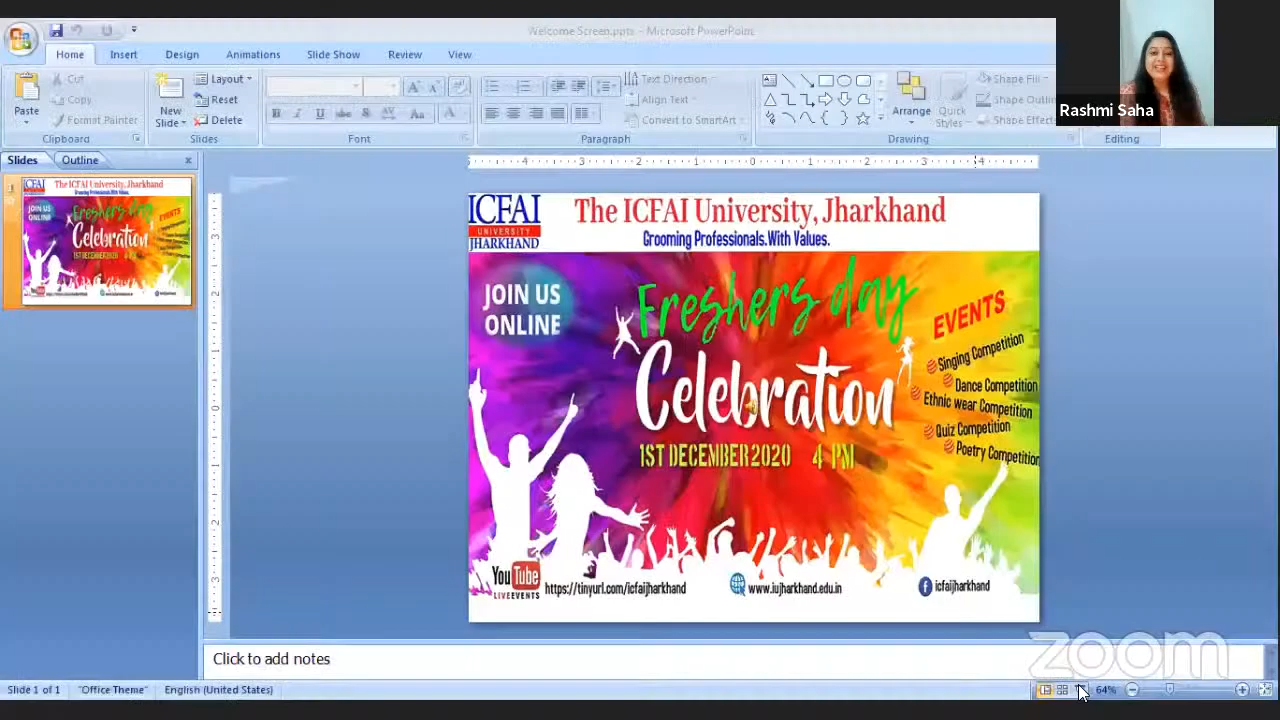 Welcome Screen.pptx - Microsoft PowerPoint
Home Insert Design Animations Slide Show Review View
Cut
Copy
Format Painter
Paste
Clipboard
New
Slide
Layout
Reset
Delete
Slides
Font
Paragraph
Text Direction
Align Text
Convert to SmartArt
Arrange
Quick
Styles
Shape Fill
Shape Outline
Shape Effects
Drawing
Editing
Rashmi Saha
Slides Outline
ICFAI
UNIVERSITY
JHARKHAND
The ICFAI University, Jharkhand
Grooming Professionals.With Values.
JOIN US
ONLINE
Freshers day
Celebration
1ST DECEMBER 2020 4 PM
EVENTS
Singing Competition
Dance Competition
Ethnic wear Competition
Quiz Competition
Poetry Competition
You Tube
LIVE EVENTS
https://tinyurl.com/icfaijharkhand
www.iujharkhand.edu.in
icfaijharkhand
Click to add notes
zoom
Slide 1 of 1 "Office Theme" English (United States) 64%